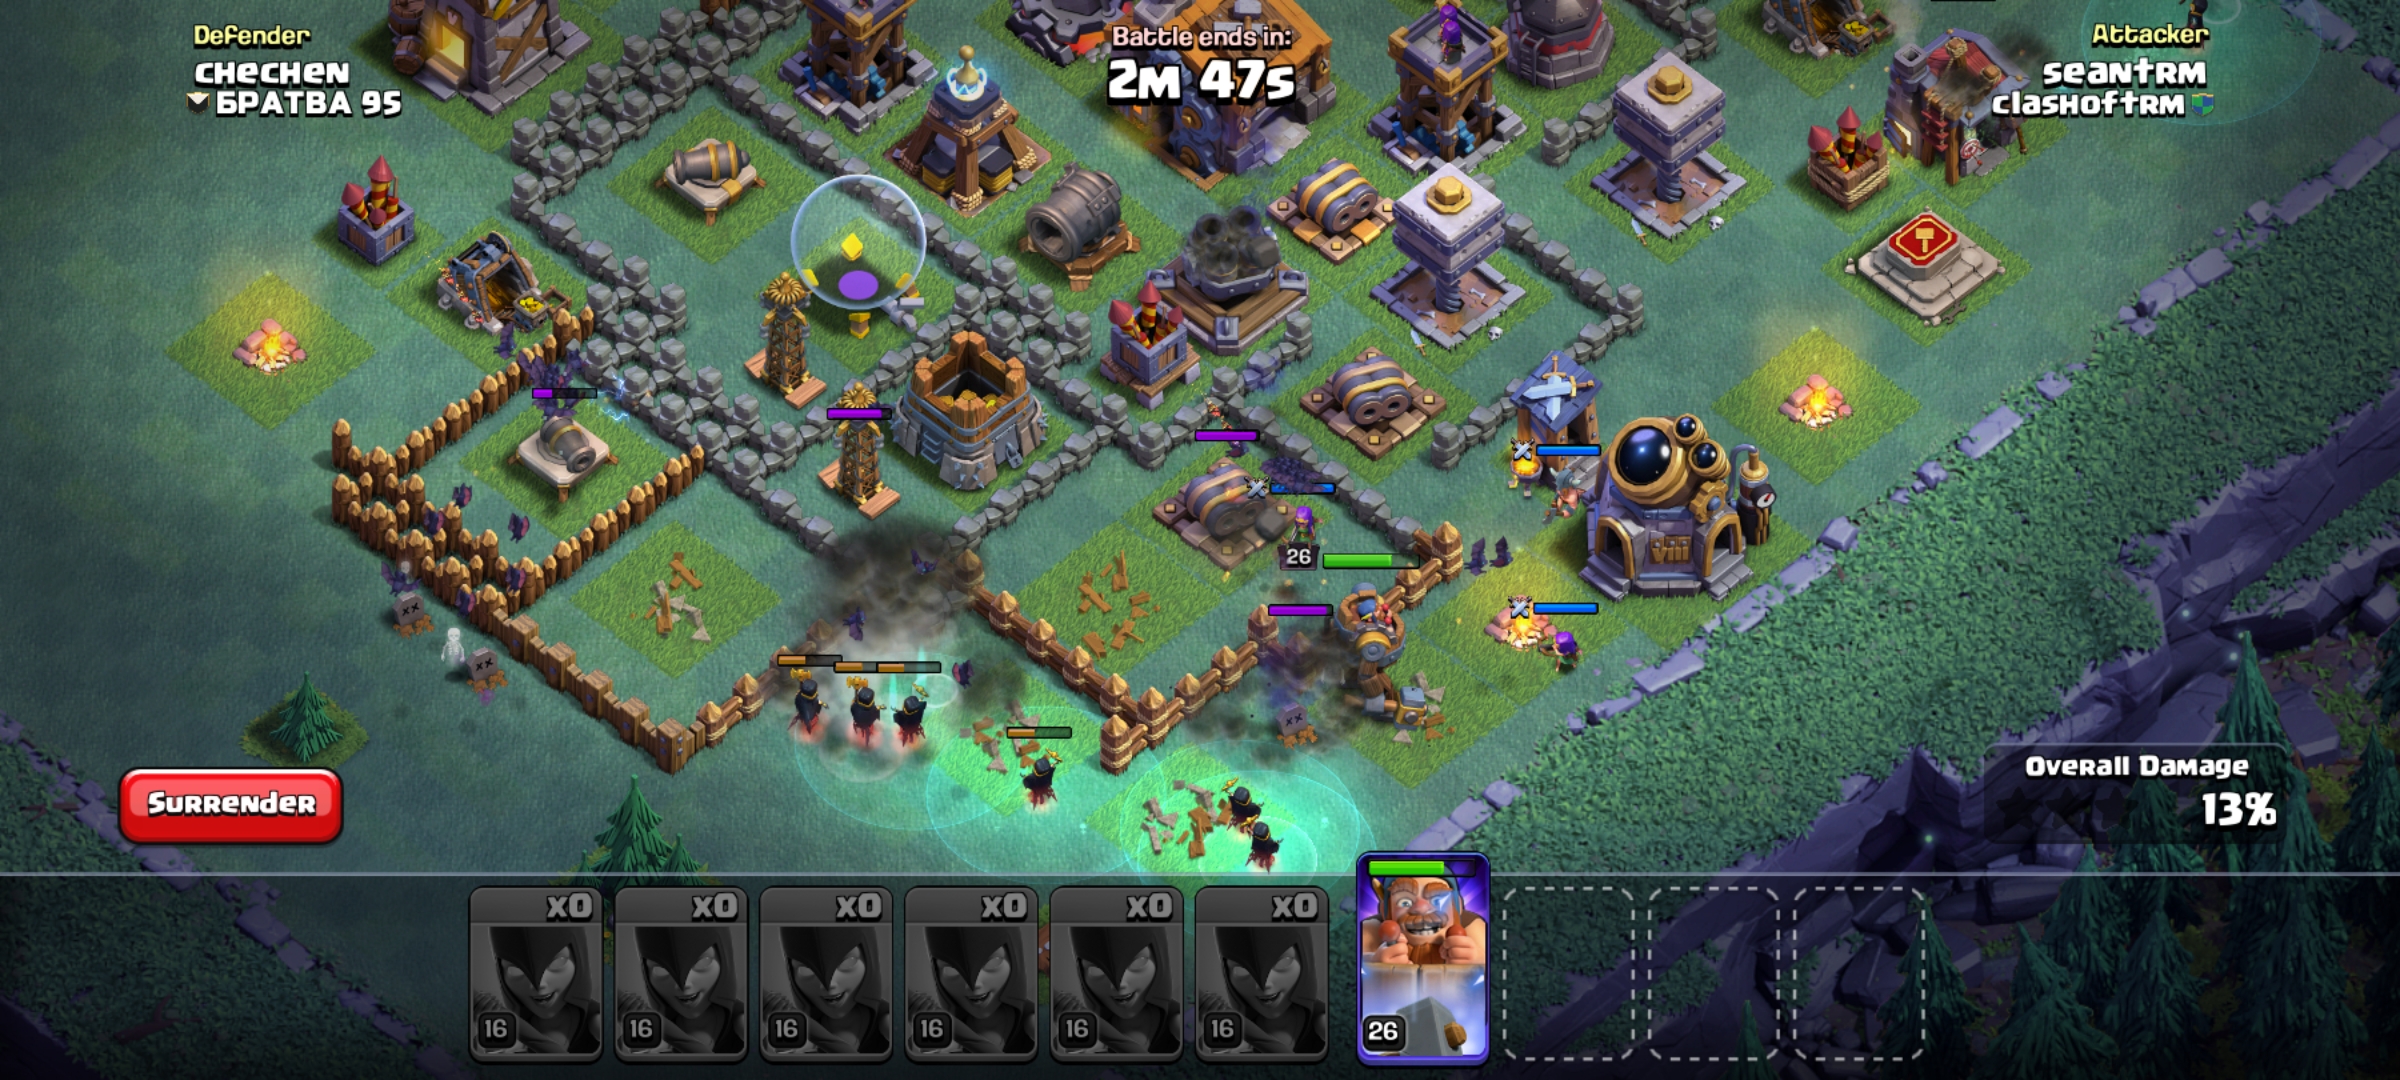 Defender
CHECHEN
БРАТВА 95
Battle ends in:
2M 47s
Attacker
seantRM
clashoftRM
26
VIII
Surrender
Overall Damage
13%
x0
x0
x0
x0
x0
x0
16
16
16
16
16
16
26